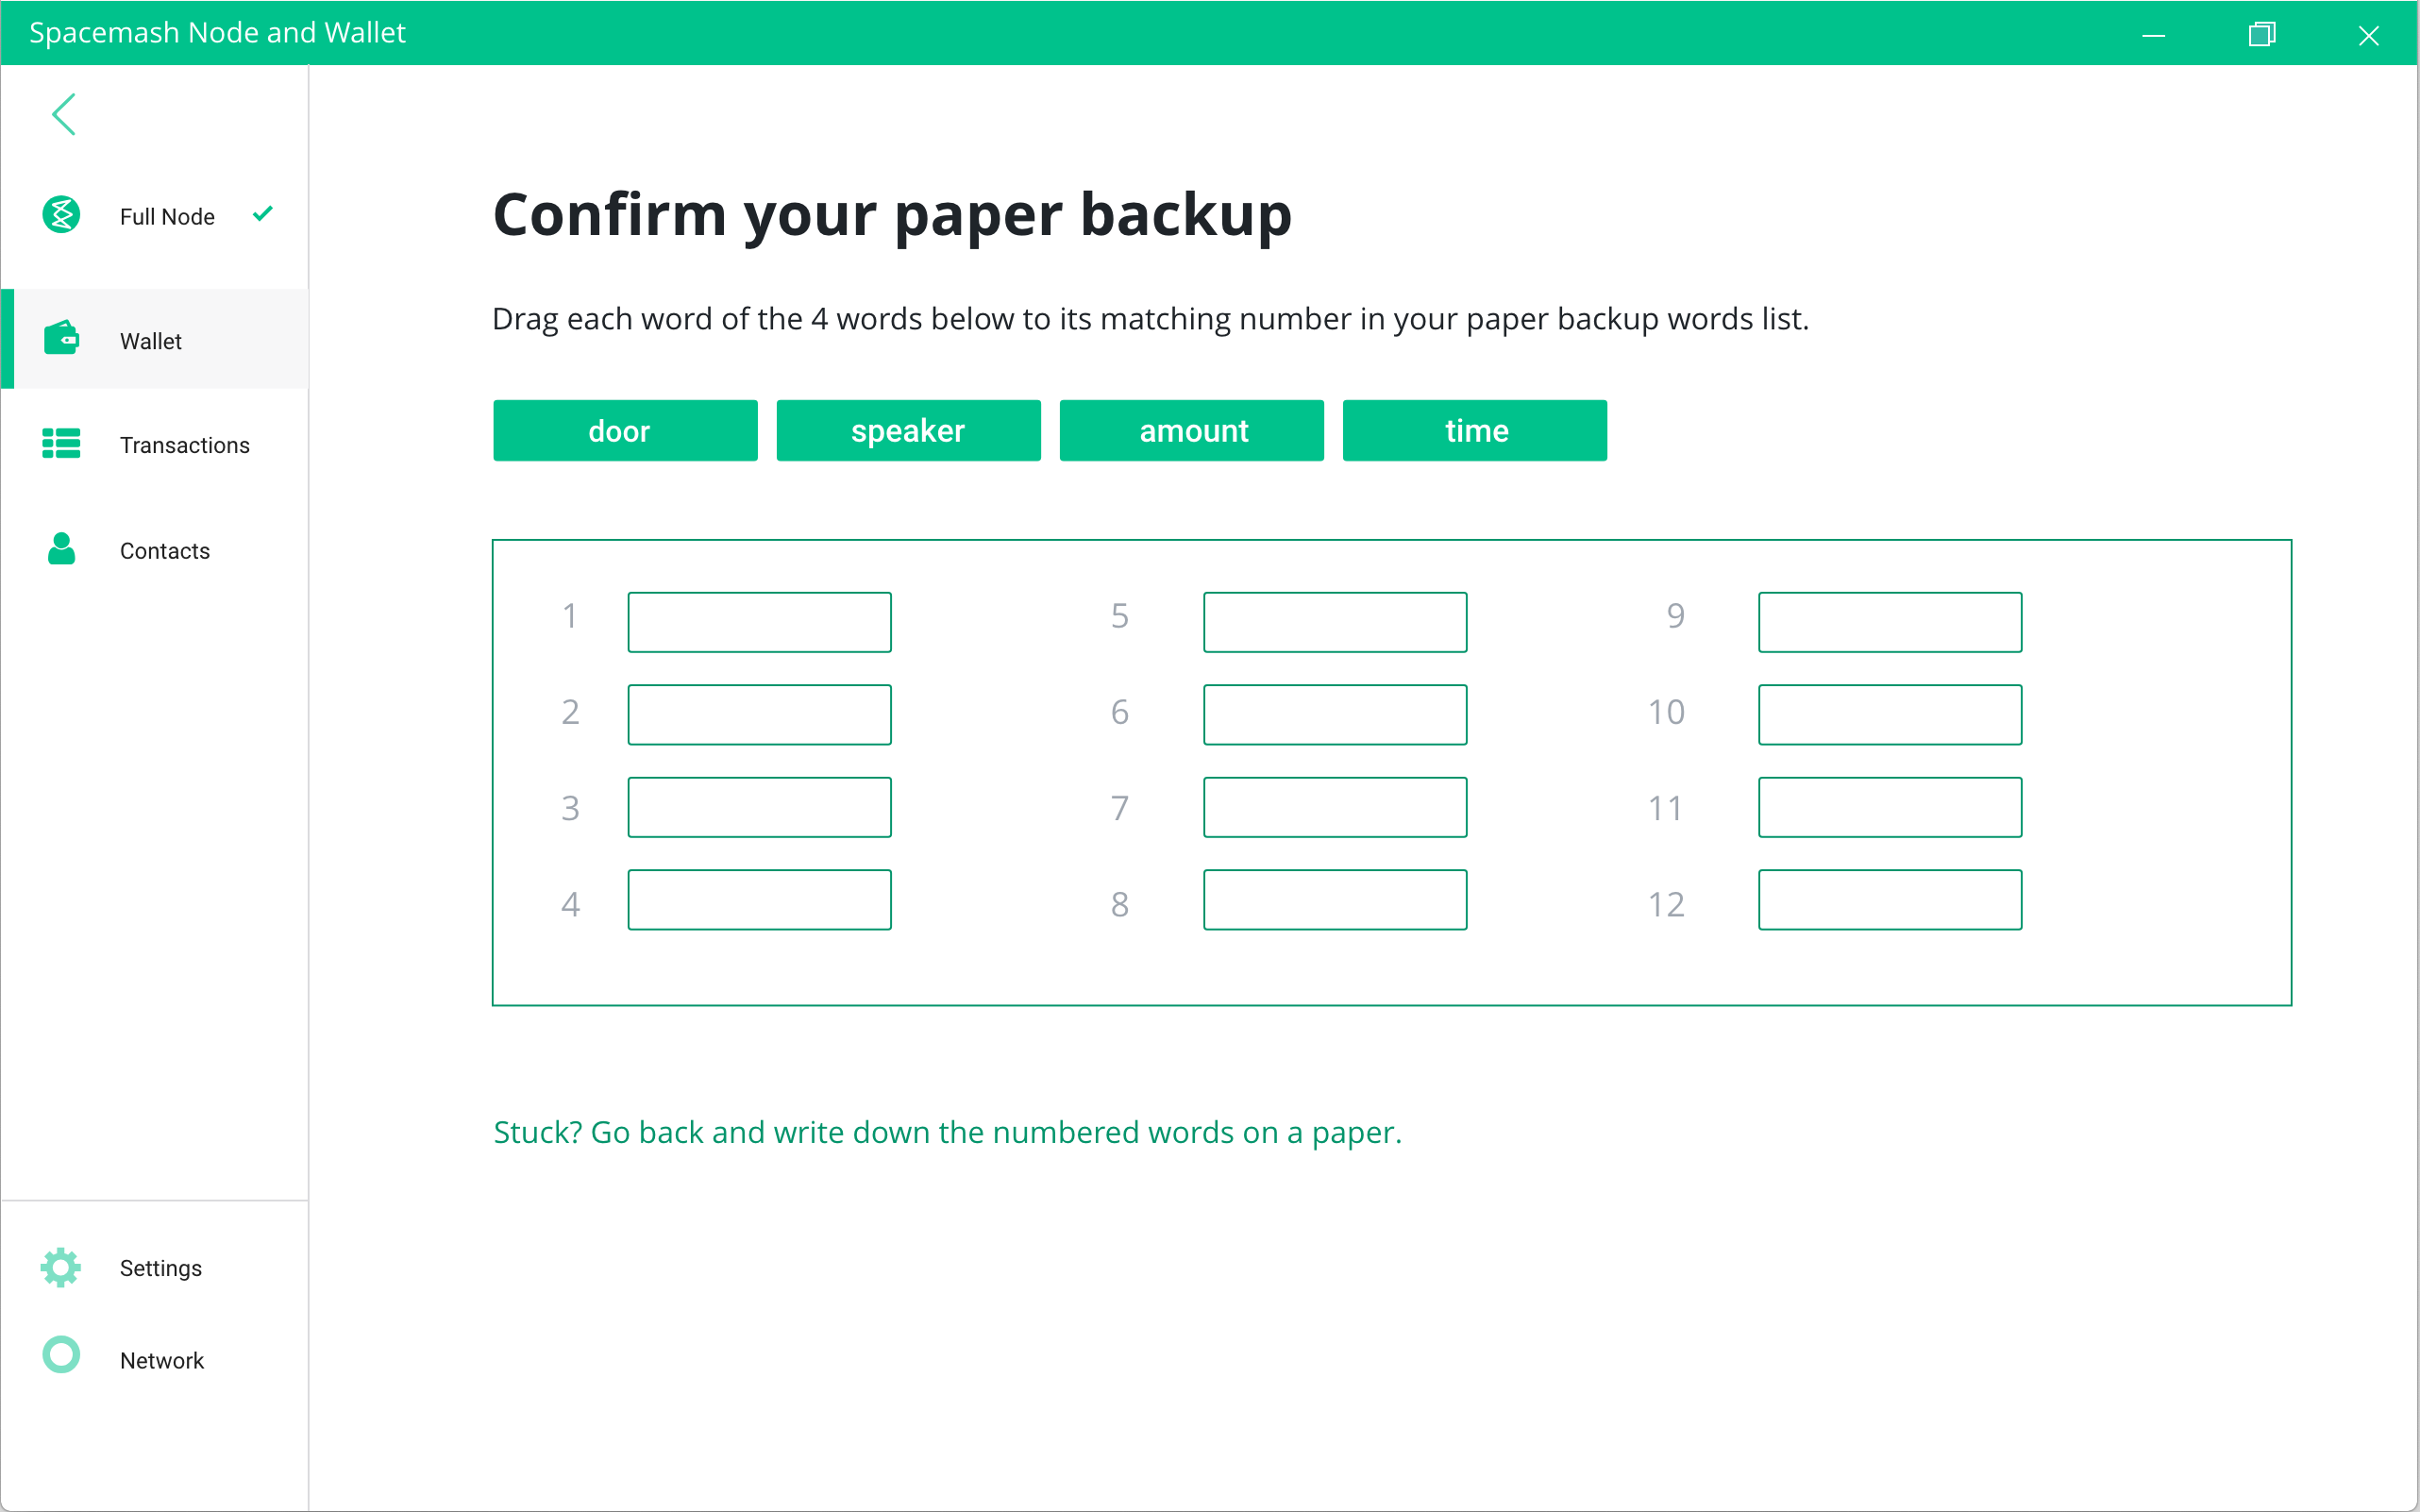 Spacemash Node and Wallet
Full Node
Wallet
Transactions
Contacts
Settings
Network
Confirm your paper backup
Drag each word of the 4 words below to its matching number in your paper backup words list.
door speaker amount time
1 5 9
2 6 10
3 7 11
4 8 12
Stuck? Go back and write down the numbered words on a paper.